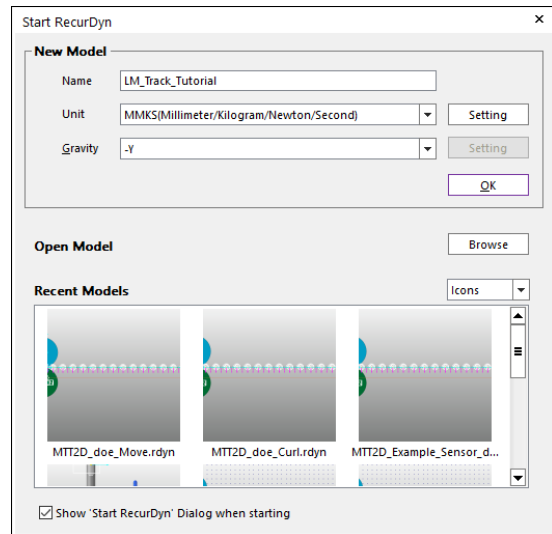 Start RecurDyn
New Model
Name LM_Track_Tutorial
Unit MMKS(Millimeter/Kilogram/Newton/Second) Setting
Gravity -Y Setting
OK
Open Model Browse
Recent Models Icons
MTT2D_doe_Move.rdyn MTT2D_doe_Curl.rdyn MTT2D_Example_Sensor_d...
Show 'Start RecurDyn' Dialog when starting